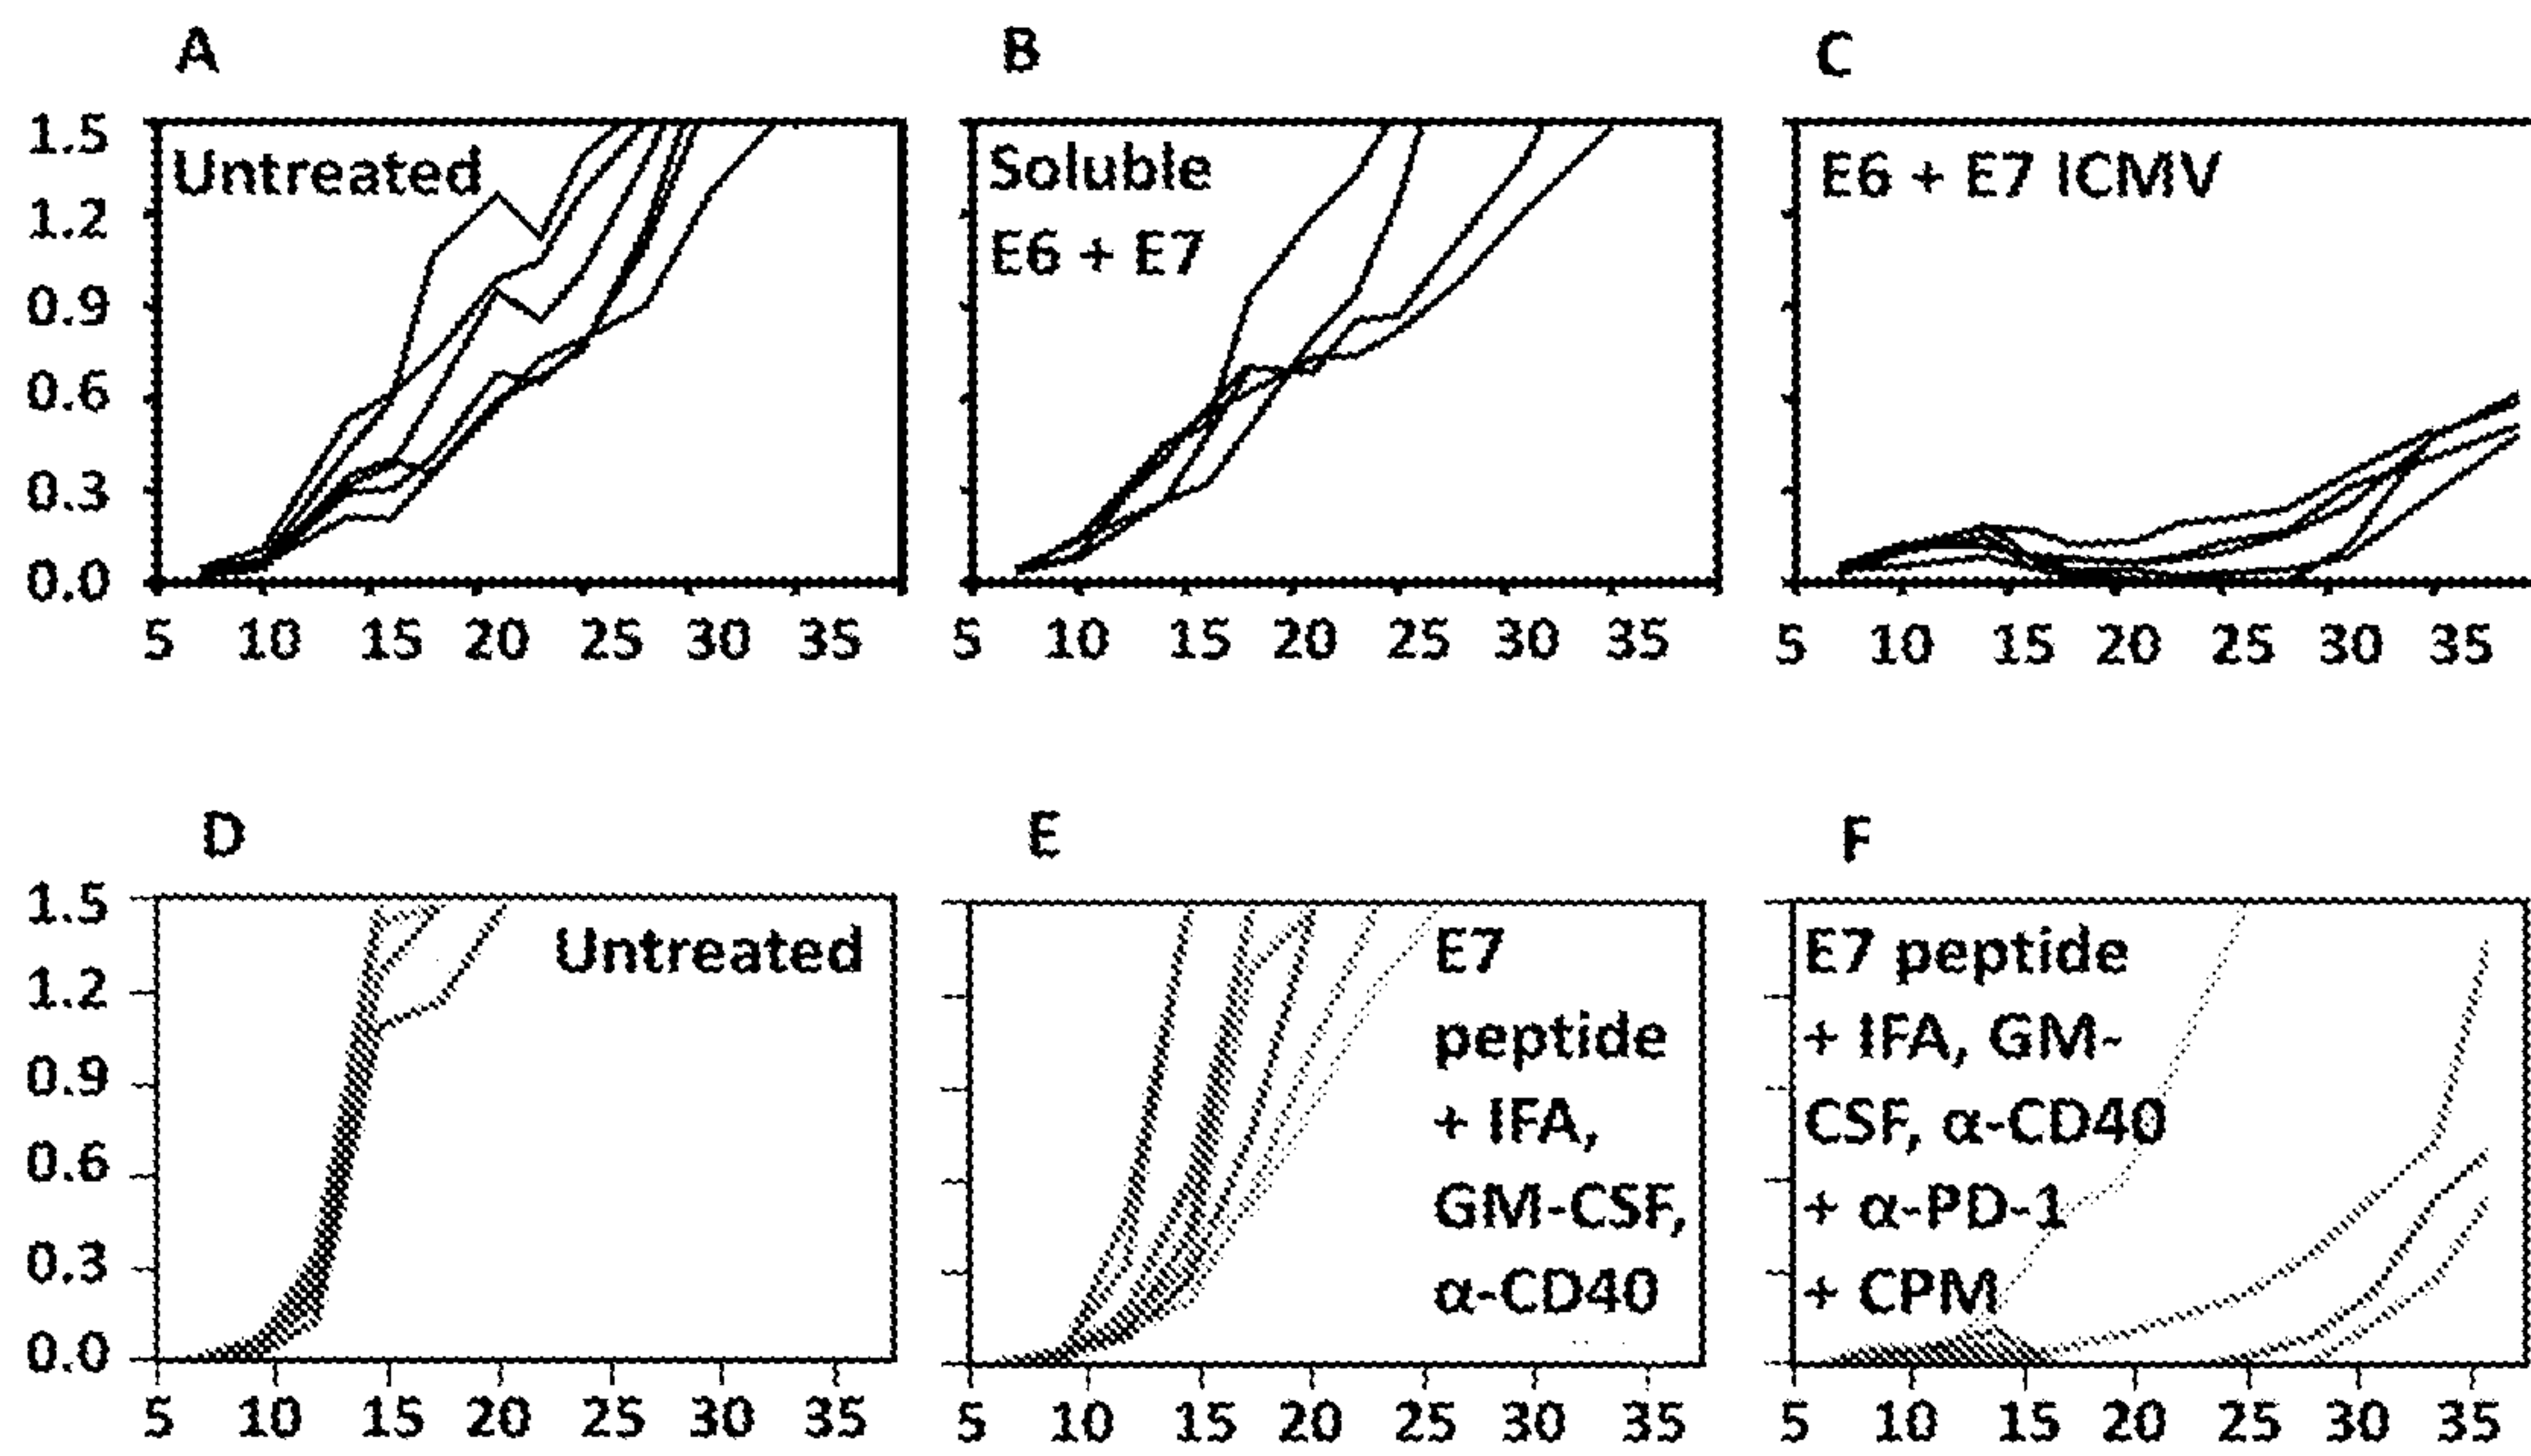 A
B
C
1.5
1.2
0.9
0.6
0.3
0.0
Untreated
Soluble
E6 + E7
E6 + E7 ICMV
5 10 15 20 25 30 35
5 10 15 20 25 30 35
5 10 15 20 25 30 35
D
E
F
1.5
1.2
0.9
0.6
0.3
0.0
Untreated
E7
peptide
+ IFA,
GM-CSF,
α-CD40
E7 peptide
+ IFA, GM-
CSF, α-CD40
+ α-PD-1
+ CPM
5 10 15 20 25 30 35
5 10 15 20 25 30 35
5 10 15 20 25 30 35